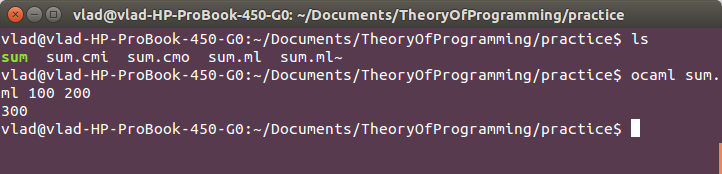 vlad@vlad-HP-ProBook-450-G0: ~/Documents/TheoryOfProgramming/practice
vlad@vlad-HP-ProBook-450-G0:~/Documents/TheoryOfProgramming/practice$ ls
sum  sum.cmi  sum.cmo  sum.ml  sum.ml~
vlad@vlad-HP-ProBook-450-G0:~/Documents/TheoryOfProgramming/practice$ ocaml sum.
ml 100 200
300
vlad@vlad-HP-ProBook-450-G0:~/Documents/TheoryOfProgramming/practice$